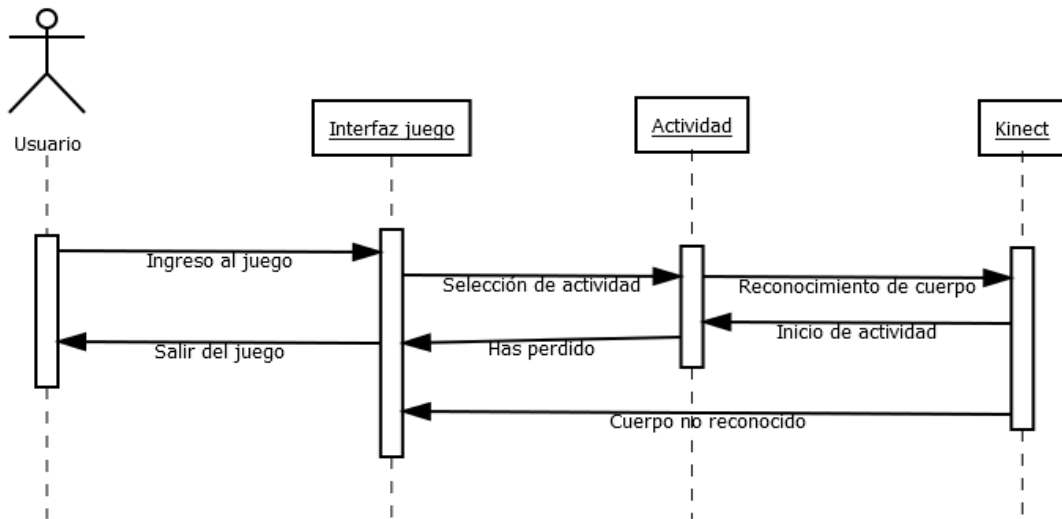 Usuario
Interfaz juego
Actividad
Kinect
Ingreso al juego
Selección de actividad
Reconocimiento de cuerpo
Inicio de actividad
Has perdido
Salir del juego
Cuerpo no reconocido